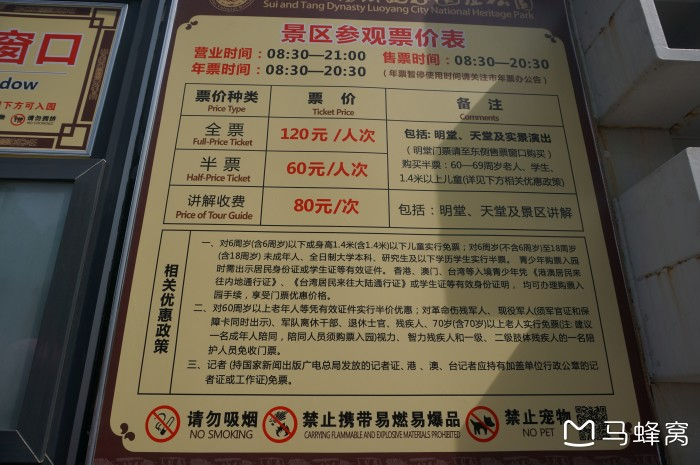 窗口
dow
下方可入园
Sui and Tang Dynasty Luoyang City National Heritage Park
景区参观票价表
营业时间：08:30—21:00 售票时间：08:30—20:30
年票时间：08:30—20:30 （年票暂停使用时间请关注市年票办公告）
票价种类 票 价 备 注
Price Type Ticket Price Comments
全 票 120元/人次 包括: 明堂、天堂及实景演出
Full-Price Ticket （明堂门票请至东侧售票窗口购买）
半 票 60元/人次 购买半票：60—69周岁老人、学生、
Half-Price Ticket 1.4米以上儿童(详见下方相关优惠政策)
讲解收费 80元/次 包括：明堂、天堂及景区讲解
Price of Tour Guide
相关优惠政策
一、对6周岁(含6周岁)以下或身高1.4米(含1.4米)以下儿童实行免票；对6周岁(不含6周岁)至18周岁
(含18周岁) 未成年人、全日制大学本科、研究生及以下学历学生实行半票。 青少年购票入园
时需出示居民身份证或学生证等有效证件。 香港、澳门、台湾等入境青少年凭《港澳居民来
往内地通行证》、《台湾居民来往大陆通行证》或学生证等有效身份证明， 均可办理购票入
园手续，享受门票优惠价格。
二、对60周岁以上老年人等凭有效证件实行半价优惠；对革命伤残军人、 现役军人(须军官证和保
障卡同时出示)、军队离休干部、退休士官、残疾人、70岁(含70岁)以上老人实行免票(注: 建议
一名成年人陪同，陪同人员须购票入园)视力、 智力残疾人和一级、 二级肢体残疾人的一名陪
护人员免收门票。
三、记者 (持国家新闻出版广电总局发放的记者证、港 、澳、台记者应持有加盖单位行政公章的记
者证或工作证)免票。
请勿吸烟 禁止携带易燃易爆品 禁止宠物
NO SMOKING CARRYING FLAMMABLE AND EXPLOSIVE MATERIALS PROHIBITED NO PET
马蜂窝